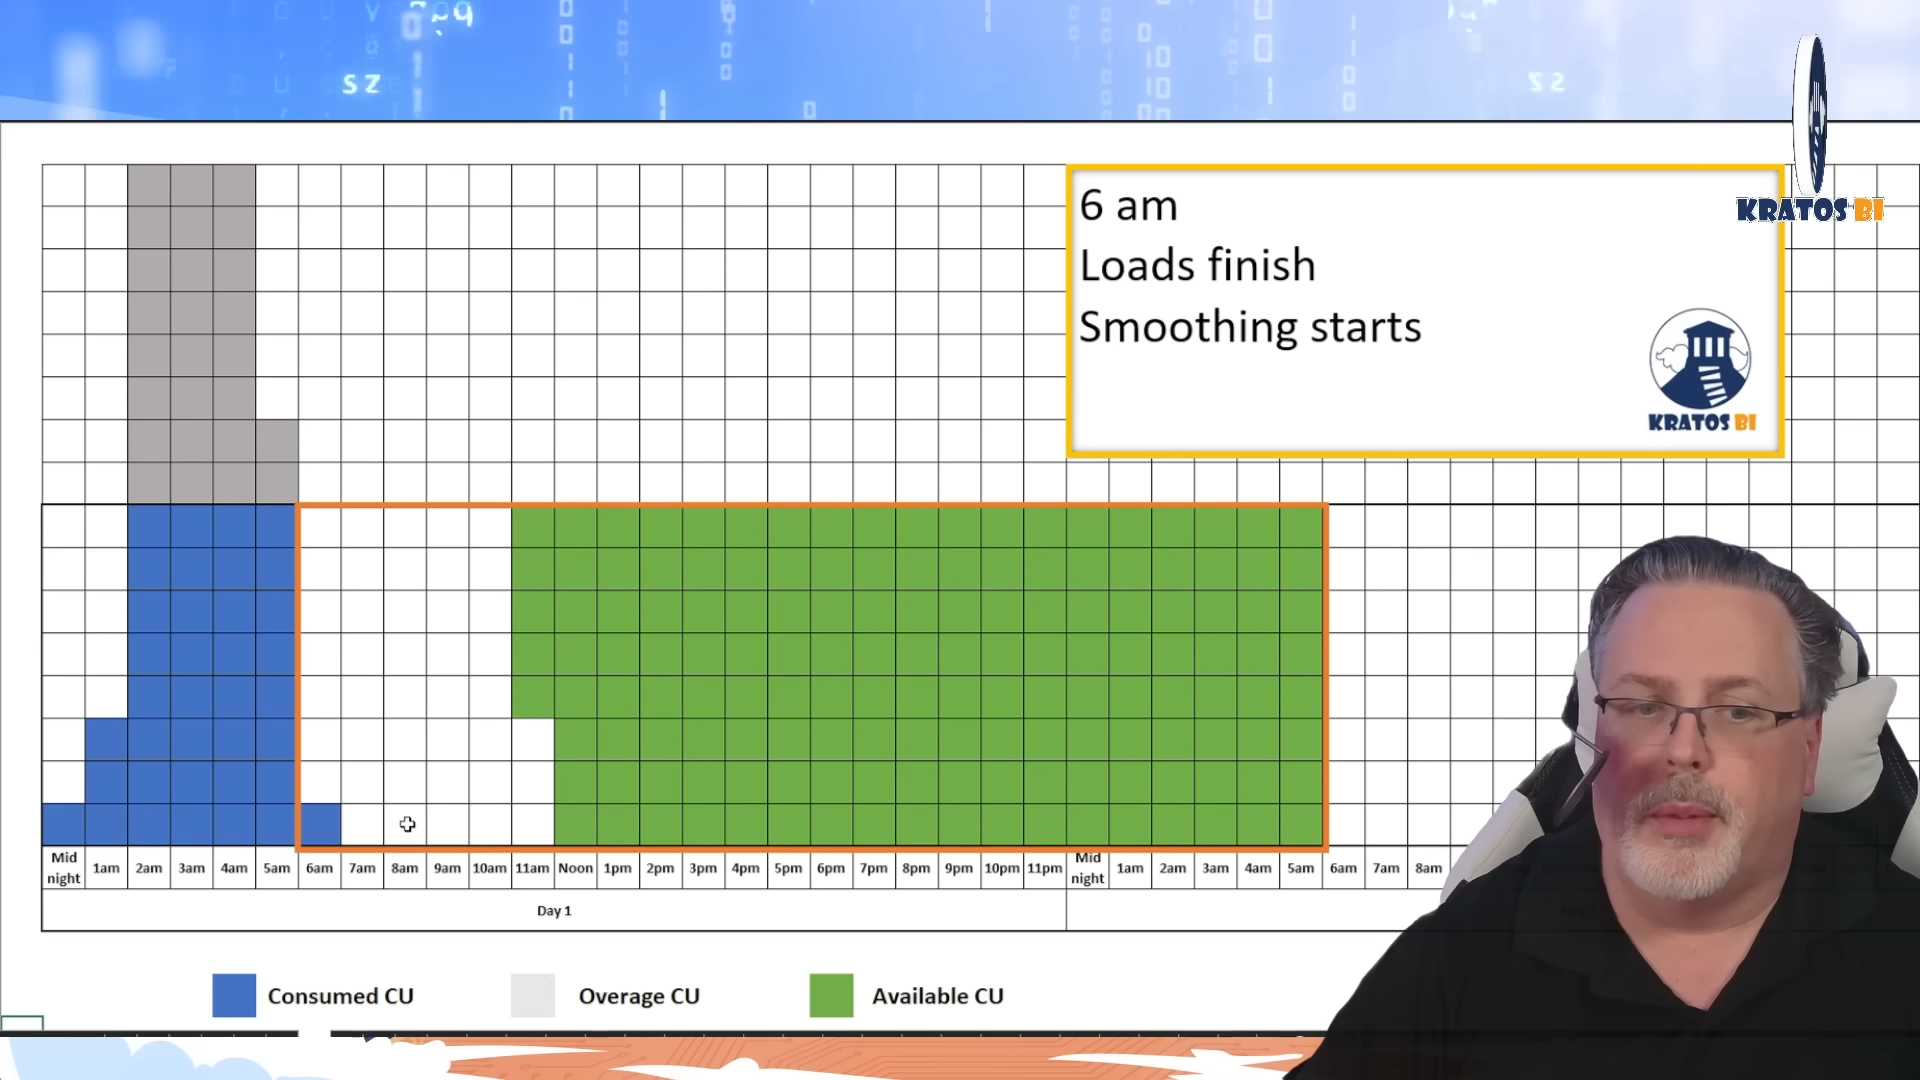 KRATOS BI
6 am
Loads finish
Smoothing starts
KRATOS BI
Mid night 1am 2am 3am 4am 5am 6am 7am 8am 9am 10am 11am Noon 1pm 2pm 3pm 4pm 5pm 6pm 7pm 8pm 9pm 10pm 11pm Mid night 1am 2am 3am 4am 5am 6am 7am 8am
Day 1
Consumed CU Overage CU Available CU